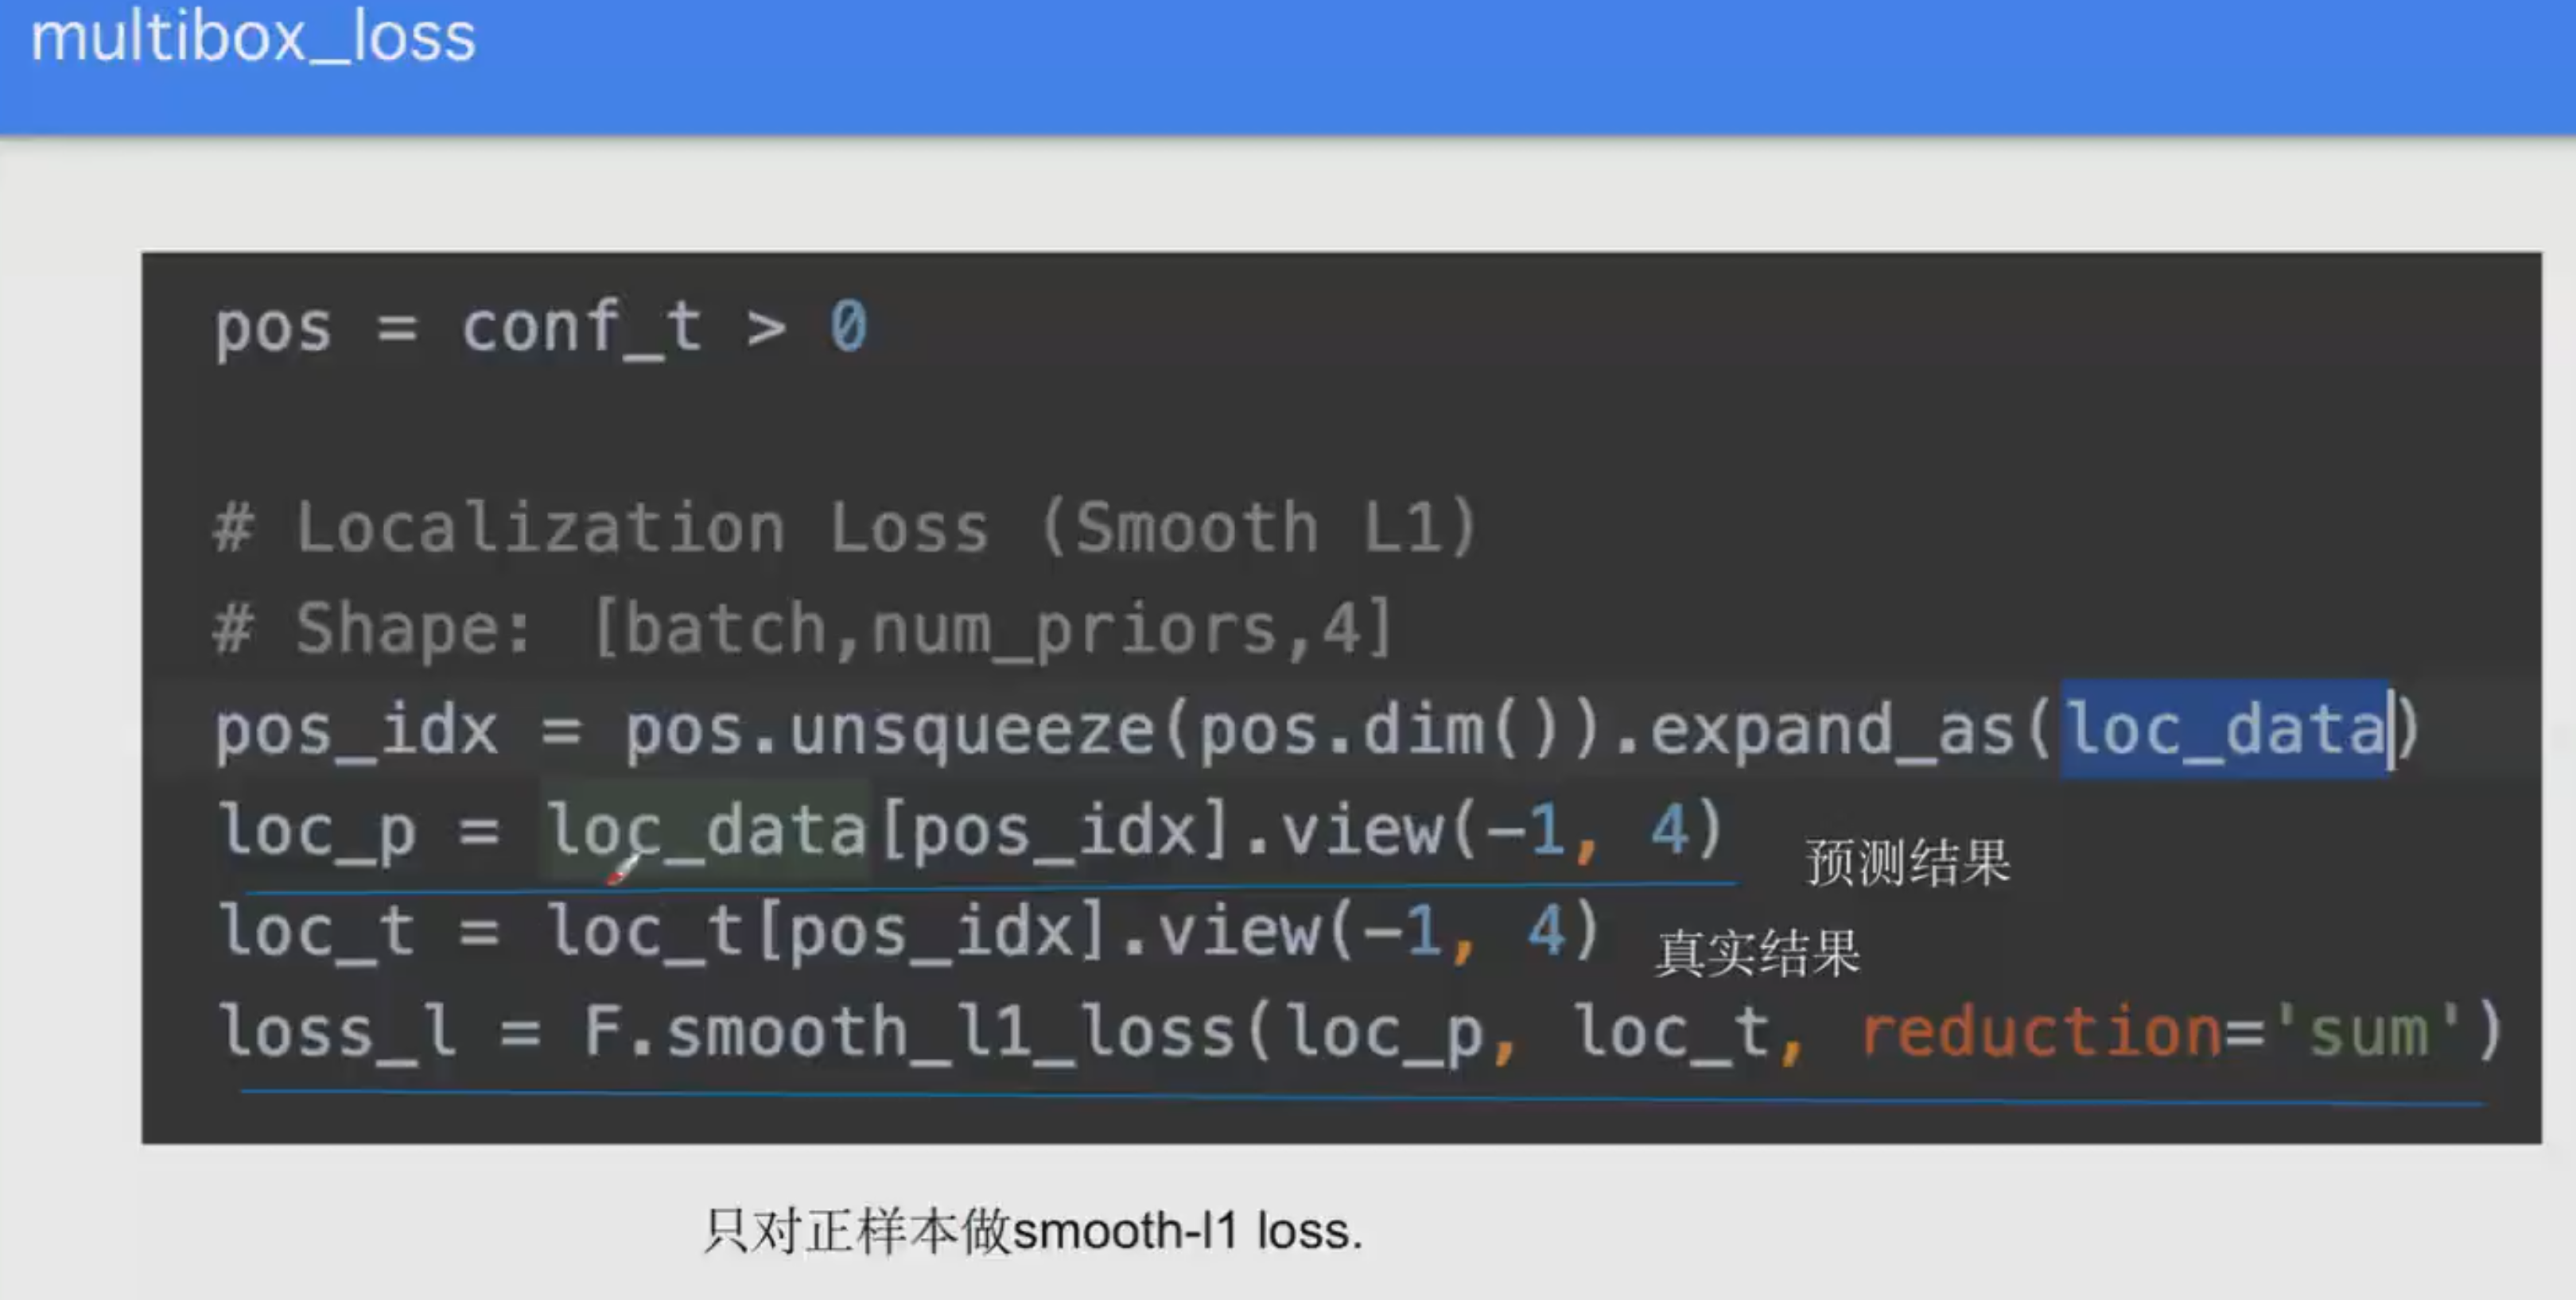 multibox_loss
pos = conf_t > 0
# Localization Loss (Smooth L1)
# Shape: [batch,num_priors,4]
pos_idx = pos.unsqueeze(pos.dim()).expand_as(loc_data)
loc_p = loc_data[pos_idx].view(-1, 4) 预测结果
loc_t = loc_t[pos_idx].view(-1, 4) 真实结果
loss_l = F.smooth_l1_loss(loc_p, loc_t, reduction='sum')
只对正样本做smooth-l1 loss.